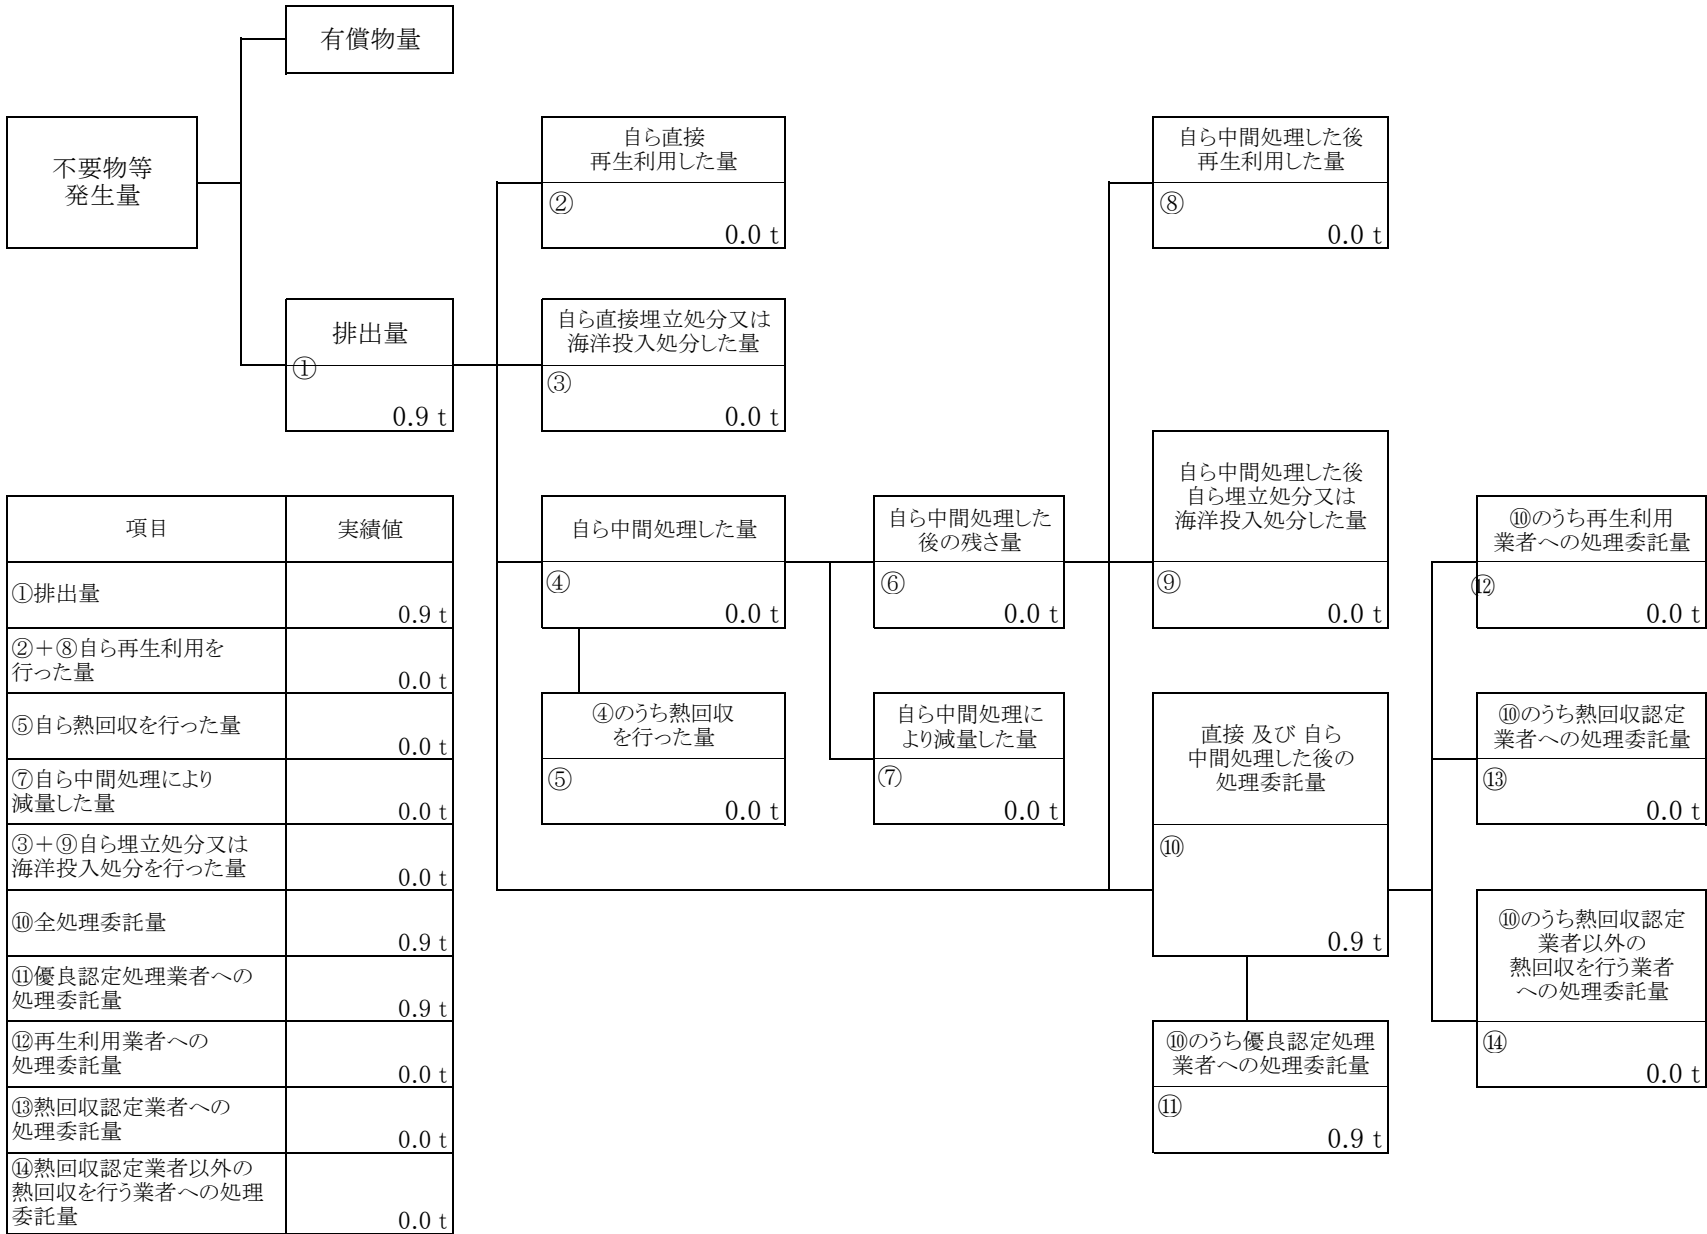 有償物量
不要物等
発生量
自ら直接
再生利用した量
②
0.0 t
自ら中間処理した後
再生利用した量
⑧
0.0 t
排出量
①
0.9 t
自ら直接埋立処分又は
海洋投入処分した量
③
0.0 t
自ら中間処理した量
④
0.0 t
自ら中間処理した
後の残さ量
⑥
0.0 t
自ら中間処理した後
自ら埋立処分又は
海洋投入処分した量
⑨
0.0 t
⑩のうち再生利用
業者への処理委託量
⑫
0.0 t
④のうち熱回収
を行った量
⑤
0.0 t
自ら中間処理に
より減量した量
⑦
0.0 t
直接 及び 自ら
中間処理した後の
処理委託量
⑩
0.9 t
⑩のうち熱回収認定
業者への処理委託量
⑬
0.0 t
⑩のうち熱回収認定
業者以外の
熱回収を行う業者
への処理委託量
⑭
0.0 t
⑩のうち優良認定処理
業者への処理委託量
⑪
0.9 t
項目
実績値
①排出量
0.9 t
②＋⑧自ら再生利用を
行った量
0.0 t
⑤自ら熱回収を行った量
0.0 t
⑦自ら中間処理により
減量した量
0.0 t
③＋⑨自ら埋立処分又は
海洋投入処分を行った量
0.0 t
⑩全処理委託量
0.9 t
⑪優良認定処理業者への
処理委託量
0.9 t
⑫再生利用業者への
処理委託量
0.0 t
⑬熱回収認定業者への
処理委託量
0.0 t
⑭熱回収認定業者以外の
熱回収を行う業者への処理
委託量
0.0 t